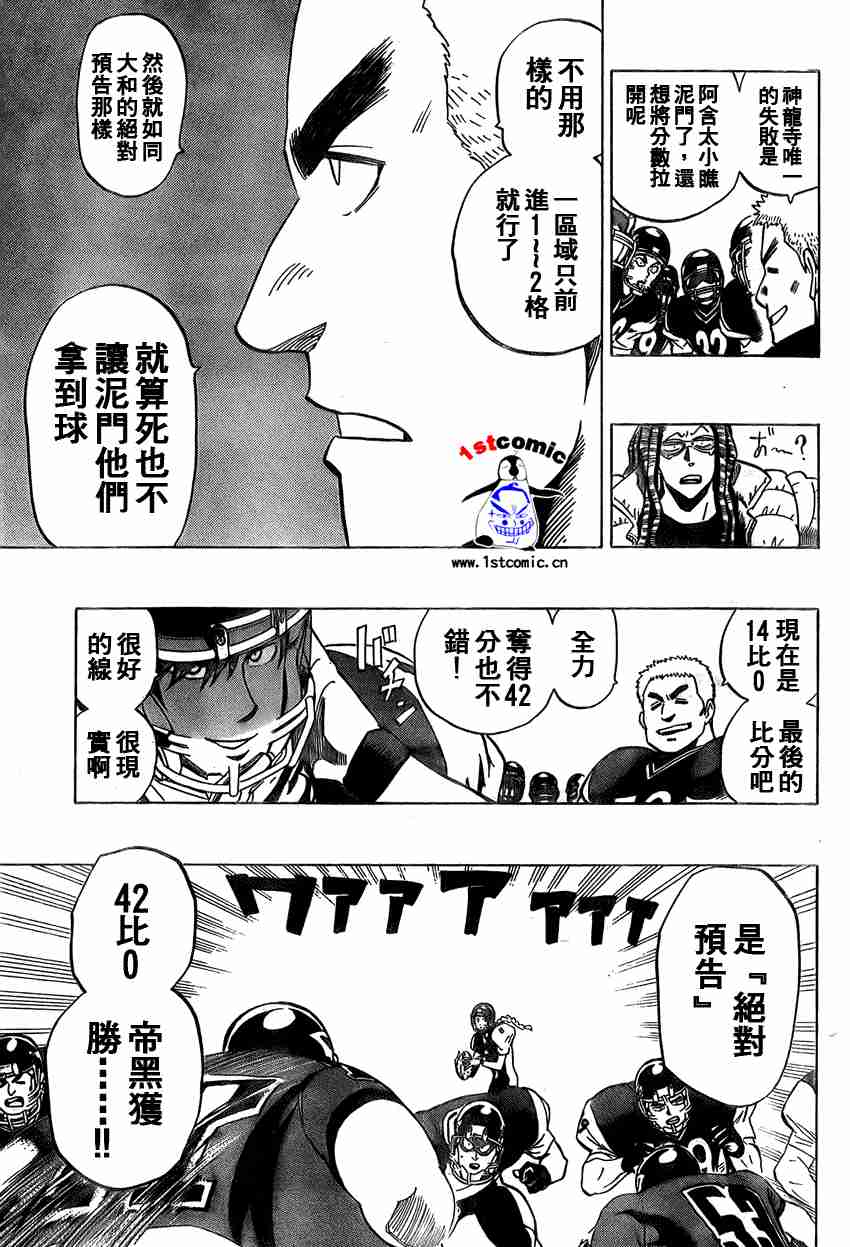 神龍寺唯一
的失敗是
阿含太小瞧
泥門了，還
想將分數拉
開呢
不用那
樣的
一區域只前
進1~~2格
就行了
然後就如同
大和的絕對
預告那樣
就算死也不
讓泥門他們
拿到球
あ゛～？
1stcomic
www.1stcomic.cn
現在是
14比0
最後的
比分吧
全力
奪得42
分也不
錯！
很好
的線
很現
實啊
是『絕對
預告』
ワァァァアァァ
42比0
帝黑獲
勝……!!